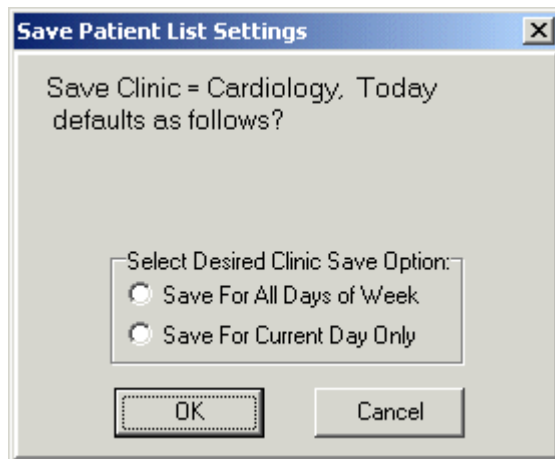 Save Patient List Settings
Save Clinic = Cardiology,  Today
defaults as follows?
Select Desired Clinic Save Option:
Save For All Days of Week
Save For Current Day Only
OK
Cancel